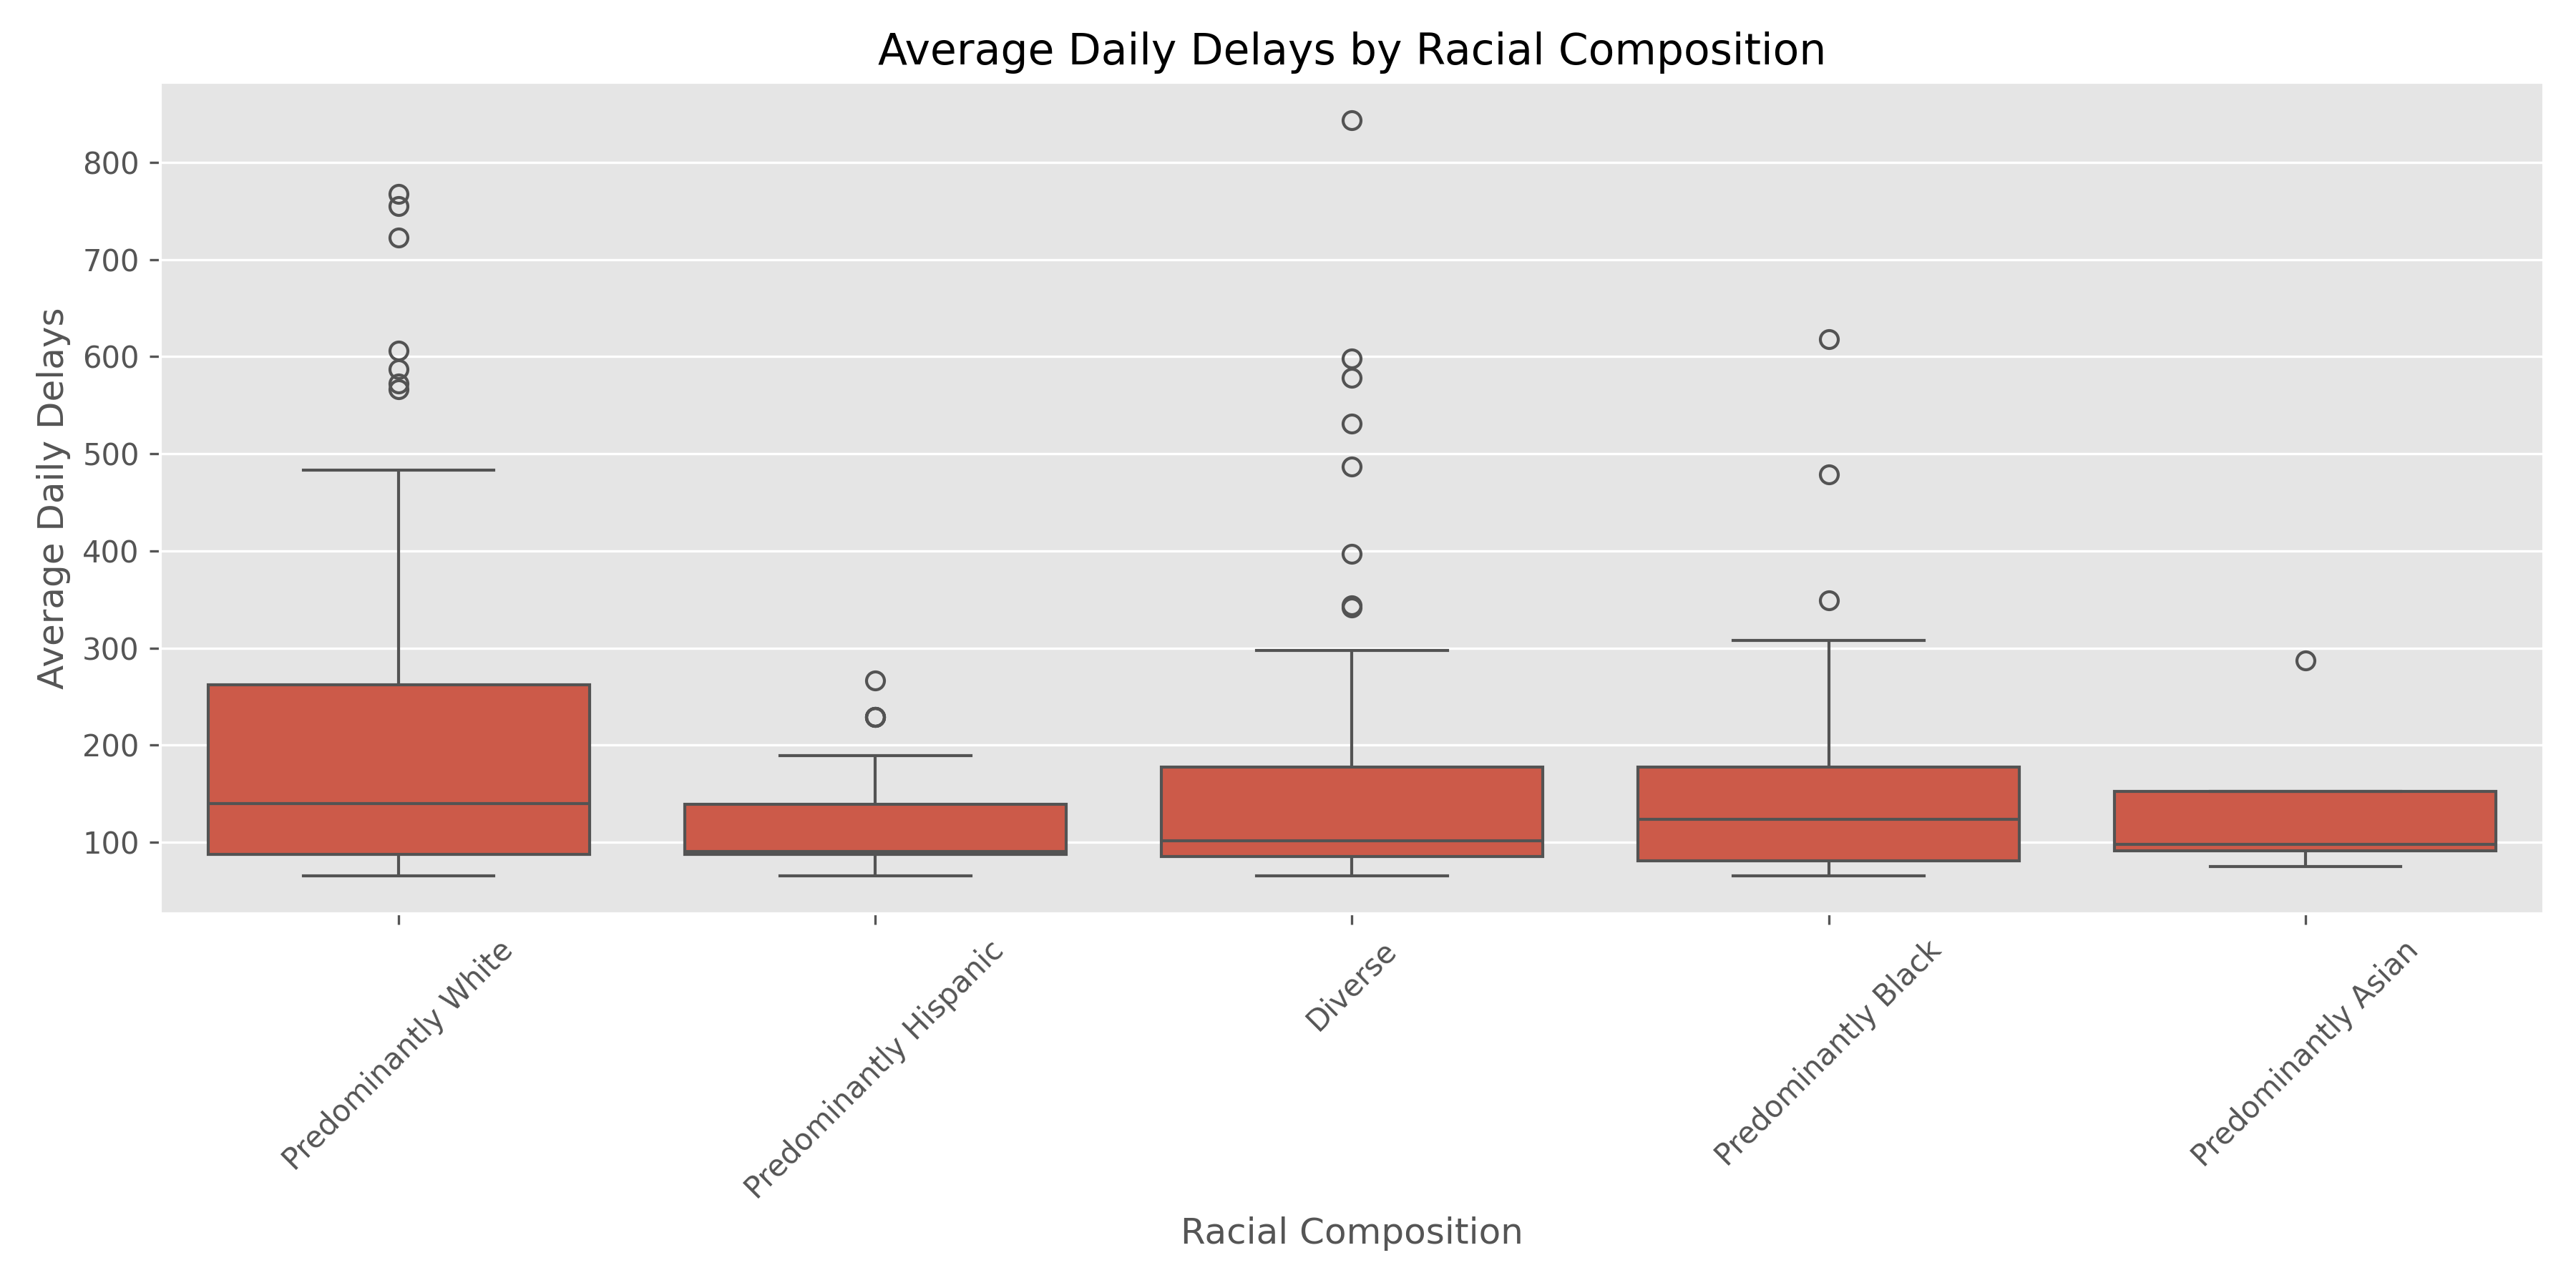 Average Daily Delays by Racial Composition
800
700
600
500
400
300
200
100
Average Daily Delays
Predominantly White
Predominantly Hispanic
Diverse
Predominantly Black
Predominantly Asian
Racial Composition